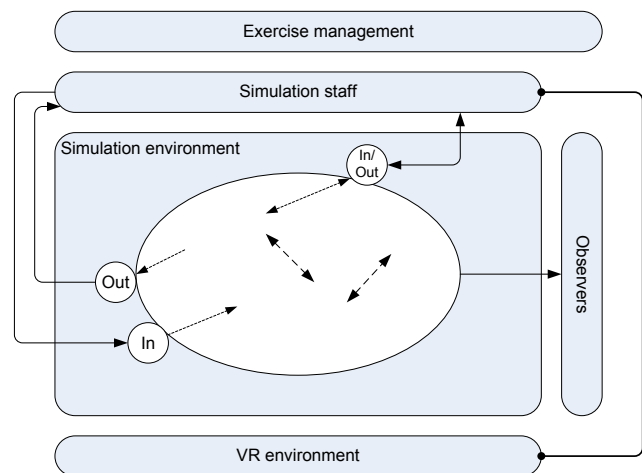 Exercise management
Simulation staff
Simulation environment
In/
Out
Observers
Out
In
VR environment